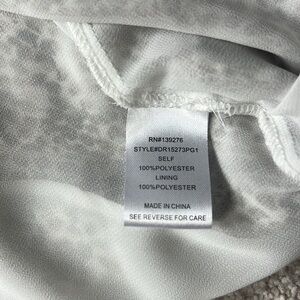 RN#139276
STYLE#DR15273PG1
SELF
100%POLYESTER
LINING
100%POLYESTER
MADE IN CHINA
SEE REVERSE FOR CARE